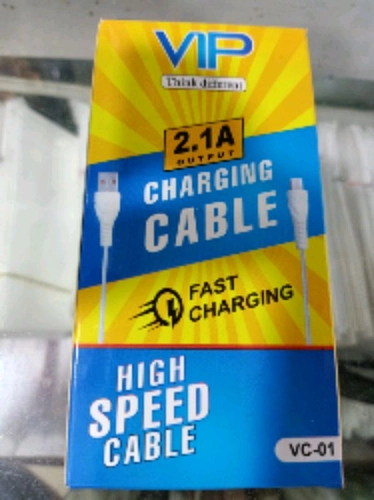 VIP
Think different
2.1A
OUTPUT
CHARGING
CABLE
FAST
CHARGING
HIGH
SPEED
CABLE
VC-01